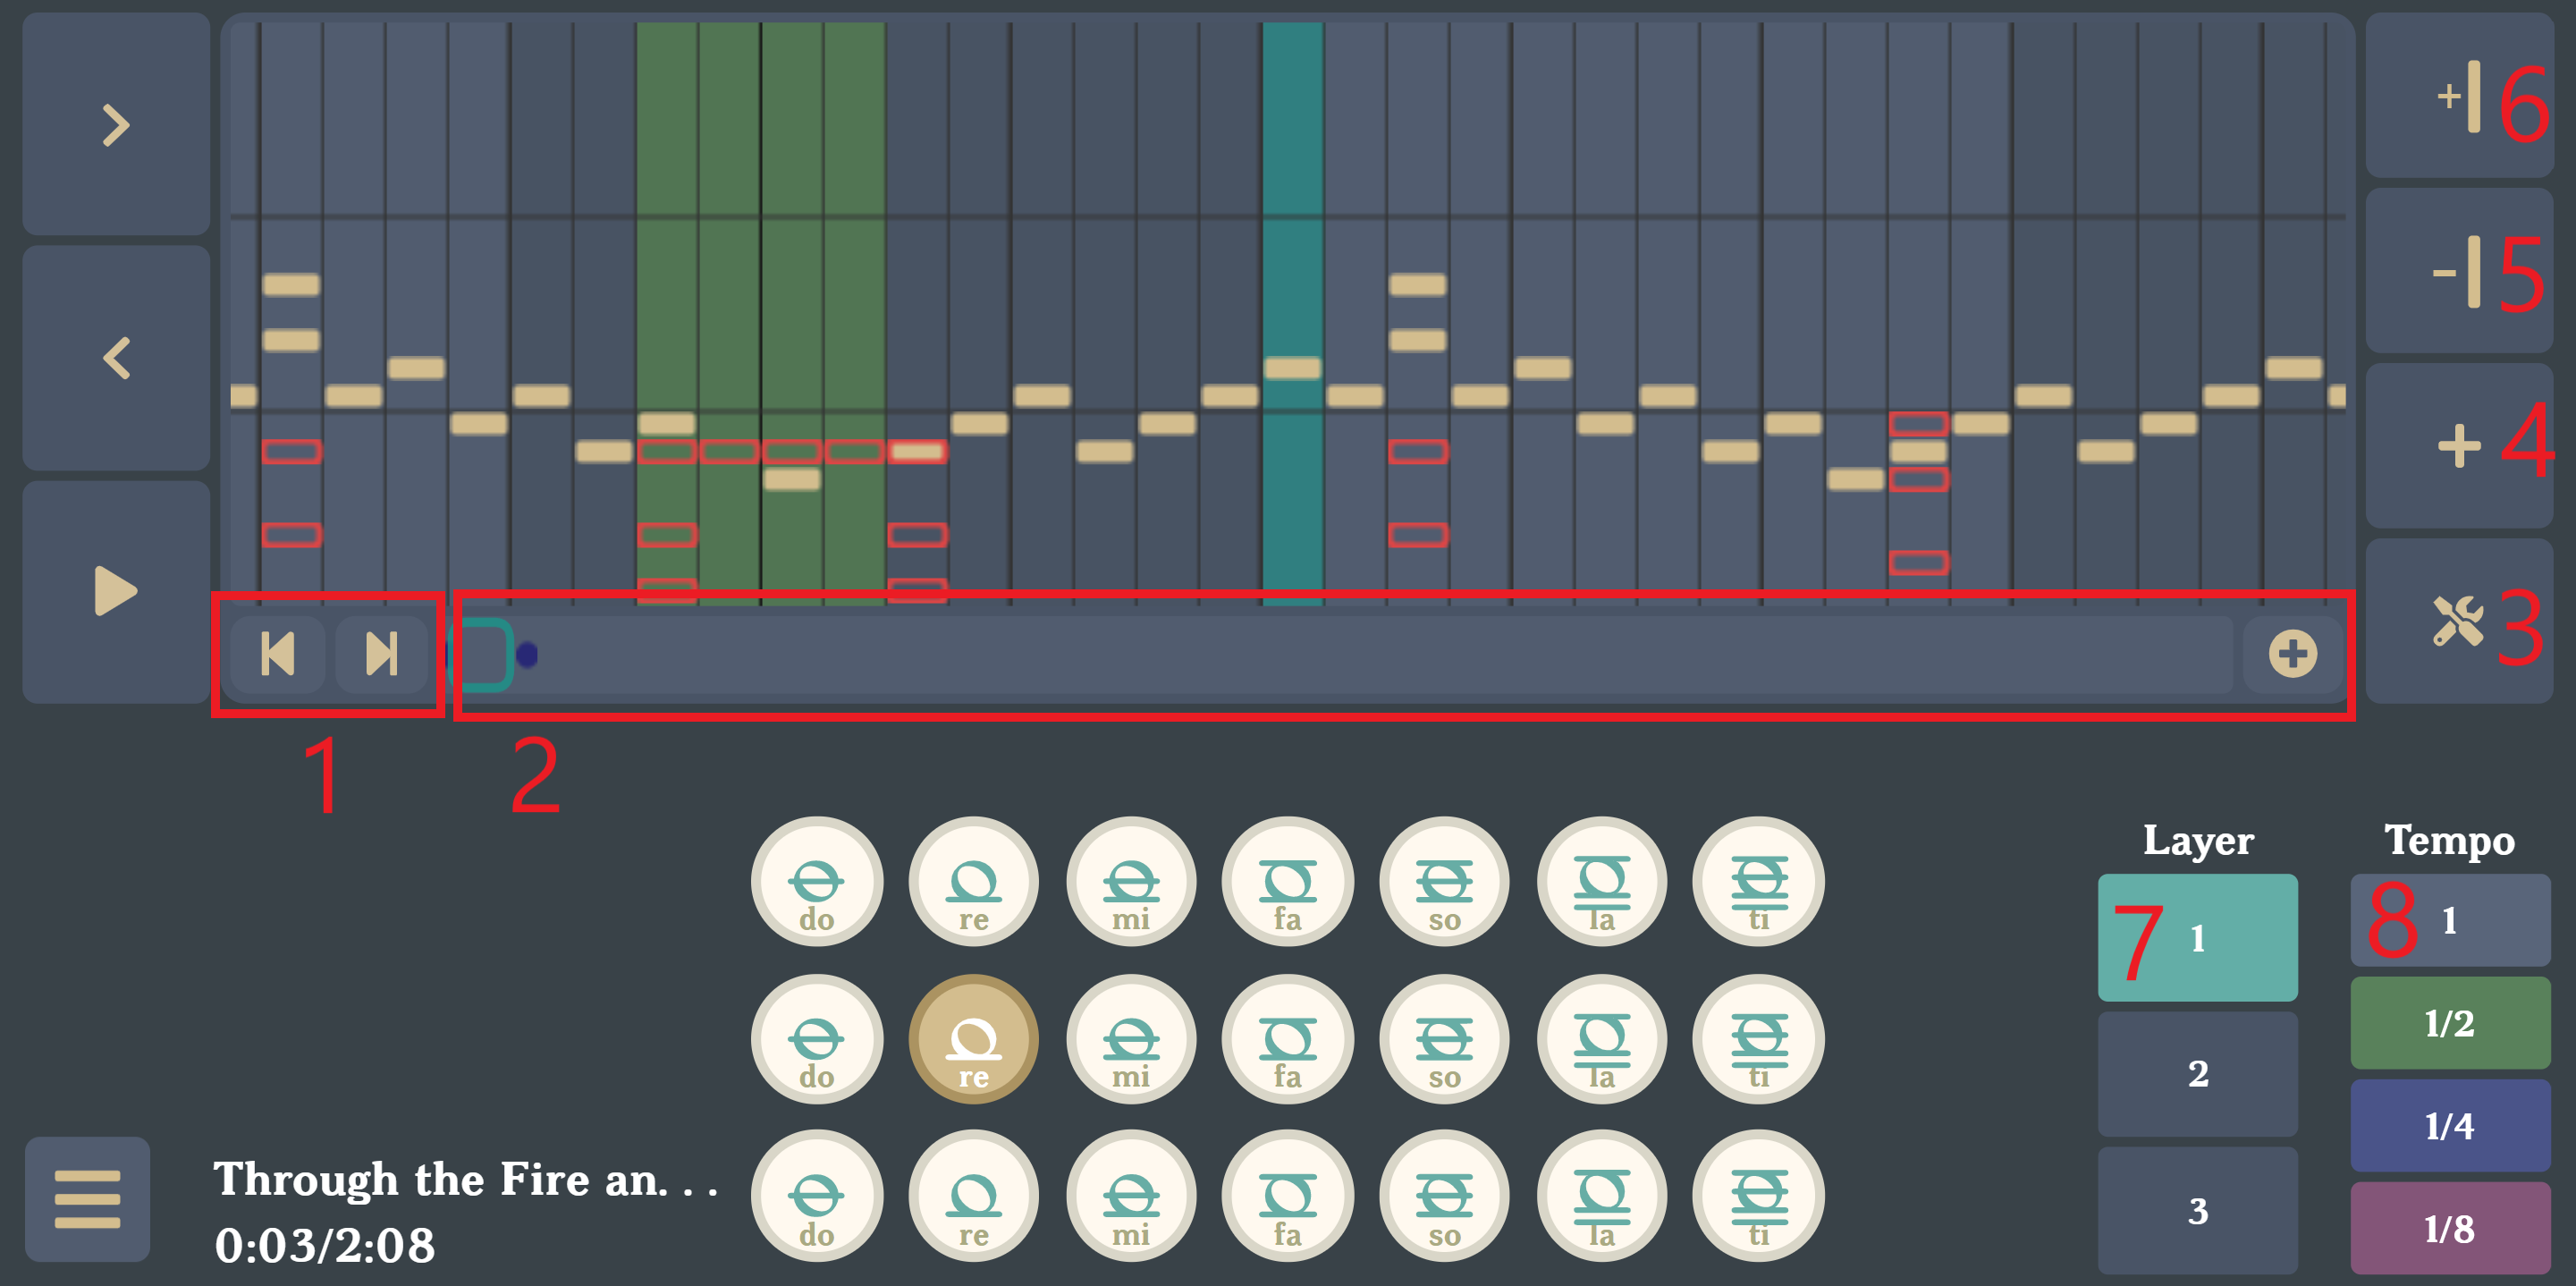 6
5
4
3
1 2
Layer Tempo
do re mi fa so la ti
7 1
8 1
1/2
do re mi fa so la ti
2
1/4
Through the Fire an. . .
0:03/2:08
do re mi fa so la ti
3
1/8